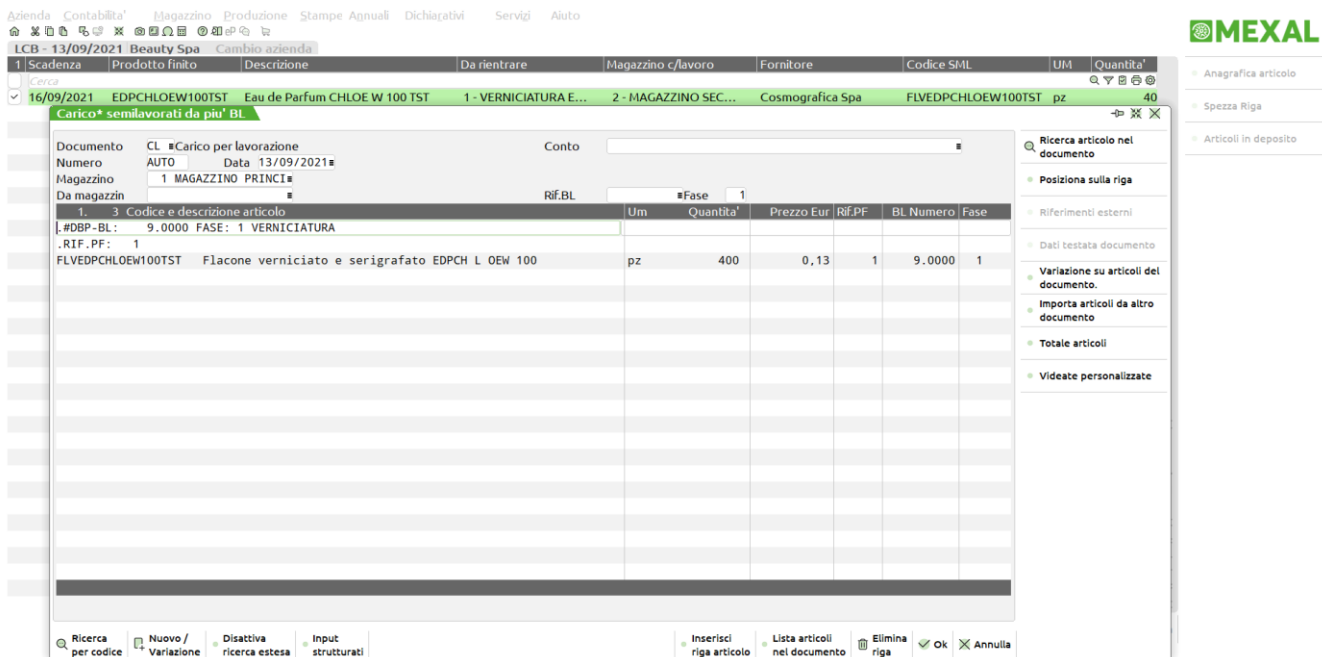 Azienda Contabilita' Magazzino Produzione Stampe Annuali Dichiarativi Servizi Aiuto
MEXAL
LCB - 13/09/2021 Beauty Spa Cambio azienda
1 Scadenza Prodotto finito Descrizione Da rientrare Magazzino c/lavoro Fornitore Codice SML UM Quantita'
Cerca
16/09/2021 EDPCHLOEW100TST Eau de Parfum CHLOE W 100 TST 1 - VERNICIATURA E... 2 - MAGAZZINO SEC... Cosmografica Spa FLVEDPCHLOEW100TST pz 40
Anagrafica articolo
Spezza Riga
Articoli in deposito
Carico* semilavorati da piu' BL
Documento CL Carico per lavorazione Conto
Numero AUTO Data 13/09/2021
Magazzino 1 MAGAZZINO PRINCI
Da magazzin Rif.BL Fase 1
1. 3 Codice e descrizione articolo Um Quantita' Prezzo Eur Rif.PF BL Numero Fase
.#DBP-BL: 9.0000 FASE: 1 VERNICIATURA
.RIF.PF: 1
FLVEDPCHLOEW100TST Flacone verniciato e serigrafato EDPCH L OEW 100 pz 400 0,13 1 9.0000 1
Ricerca articolo nel
documento
Posiziona sulla riga
Riferimenti esterni
Dati testata documento
Variazione su articoli del
documento.
Importa articoli da altro
documento
Totale articoli
Videate personalizzate
Ricerca
per codice
Nuovo /
Variazione
Disattiva
ricerca estesa
Input
strutturati
Inserisci
riga articolo
Lista articoli
nel documento
Elimina
riga
Ok
Annulla